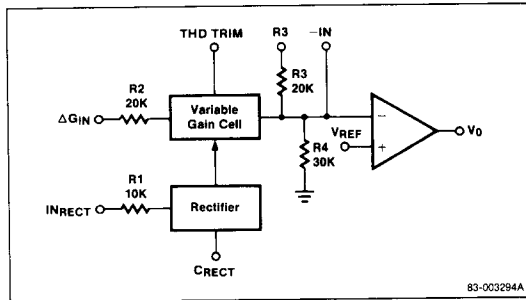 THD TRIM
R3
−IN
R3
20K
R2
20K
ΔGIN
Variable
Gain Cell
VREF
−
+
V0
R4
30K
R1
10K
INRECT
Rectifier
CRECT
83-003294A